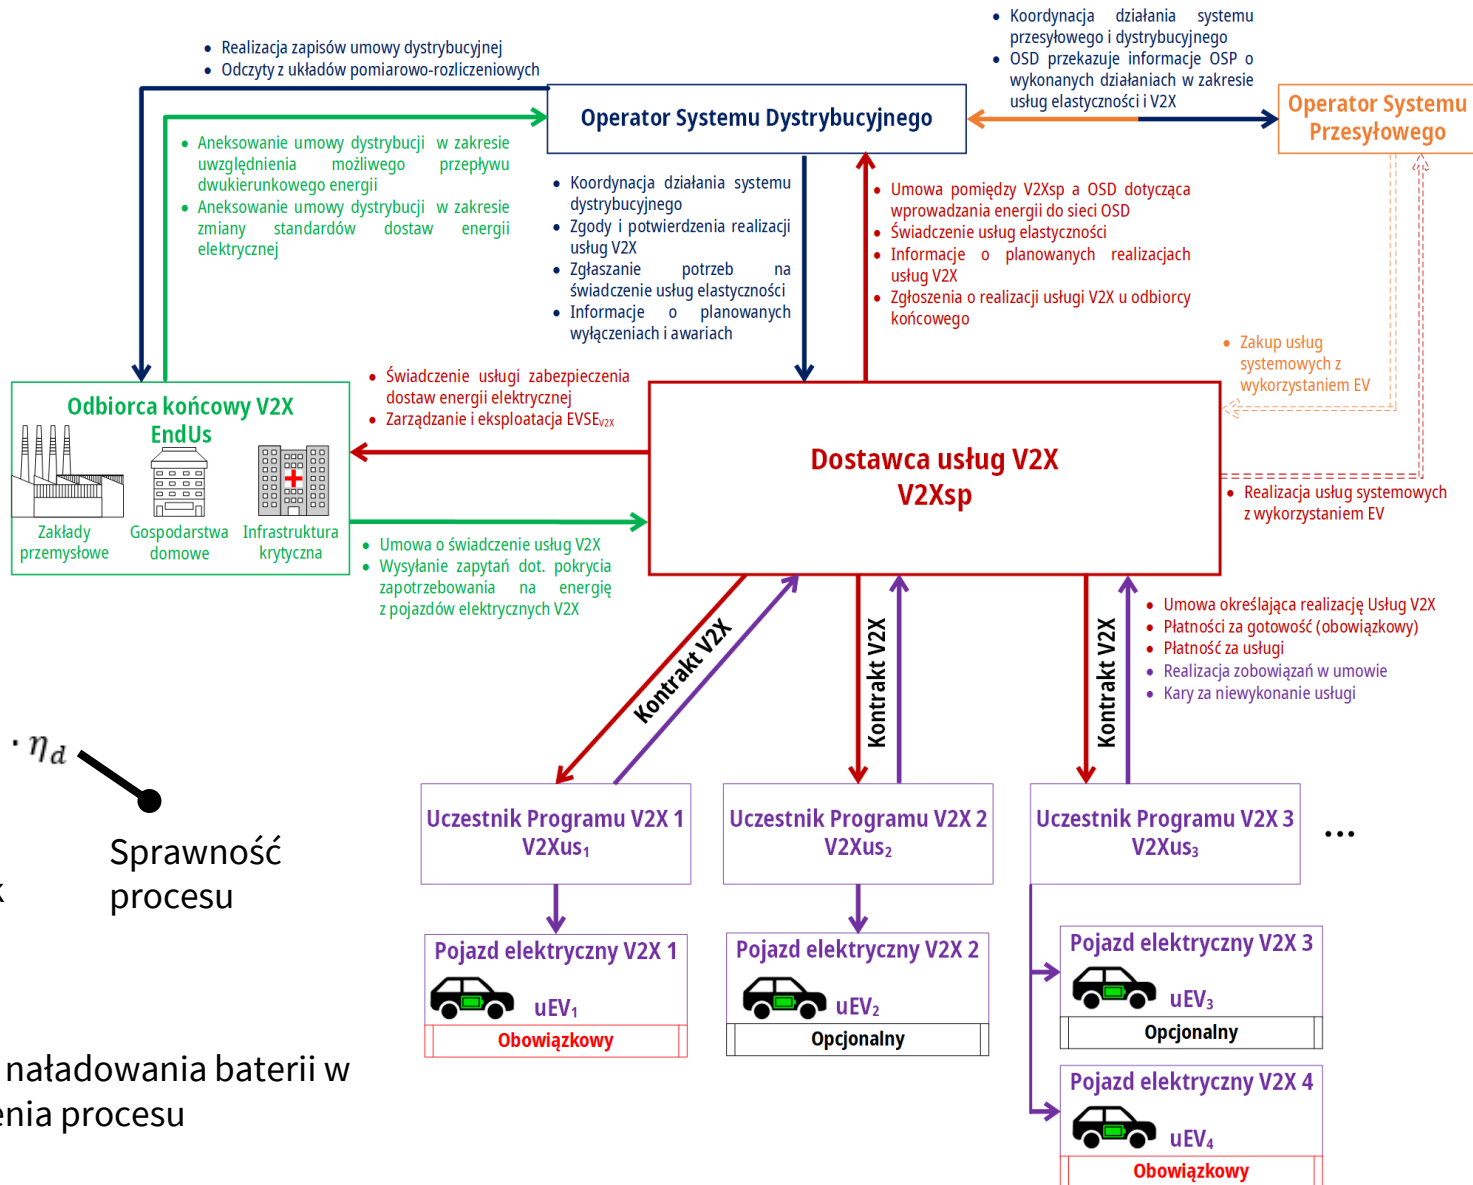 • Realizacja zapisów umowy dystrybucyjnej
• Odczyty z układów pomiarowo-rozliczeniowych
• Koordynacja działania systemu
przesyłowego i dystrybucyjnego
• OSD przekazuje informacje OSP o
wykonanych działaniach w zakresie
usług elastyczności i V2X
Operator Systemu Dystrybucyjnego
Operator Systemu
Przesyłowego
• Aneksowanie umowy dystrybucji w zakresie
uwzględnienia możliwego przepływu
dwukierunkowego energii
• Aneksowanie umowy dystrybucji w zakresie
zmiany standardów dostaw energii
elektrycznej
• Koordynacja działania systemu
dystrybucyjnego
• Zgody i potwierdzenia realizacji
usług V2X
• Zgłaszanie potrzeb na
świadczenie usług elastyczności
• Informacje o planowanych
wyłączeniach i awariach
• Umowa pomiędzy V2Xsp a OSD dotycząca
wprowadzania energii do sieci OSD
• Świadczenie usług elastyczności
• Informacje o planowanych realizacjach
usług V2X
• Zgłoszenia o realizacji usługi V2X u odbiorcy
końcowego
• Zakup usług
systemowych z
wykorzystaniem EV
Odbiorca końcowy V2X
EndUs
Zakłady
przemysłowe
Gospodarstwa
domowe
Infrastruktura
krytyczna
• Świadczenie usługi zabezpieczenia
dostaw energii elektrycznej
• Zarządzanie i eksploatacja EVSEV2X
Dostawca usług V2X
V2Xsp
• Realizacja usług systemowych
z wykorzystaniem EV
• Umowa o świadczenie usług V2X
• Wysyłanie zapytań dot. pokrycia
zapotrzebowania na energię
z pojazdów elektrycznych V2X
Kontrakt V2X
Kontrakt V2X
Kontrakt V2X
• Umowa określająca realizację Usług V2X
• Płatności za gotowość (obowiązkowy)
• Płatność za usługi
• Realizacja zobowiązań w umowie
• Kary za niewykonanie usługi
· ηd
Sprawność
procesu
Uczestnik Programu V2X 1
V2Xus₁
Uczestnik Programu V2X 2
V2Xus₂
Uczestnik Programu V2X 3
V2Xus₃
...
Pojazd elektryczny V2X 1
uEV₁
Obowiązkowy
Pojazd elektryczny V2X 2
uEV₂
Opcjonalny
Pojazd elektryczny V2X 3
uEV₃
Opcjonalny
Pojazd elektryczny V2X 4
uEV₄
Obowiązkowy
naładowania baterii w
procesu